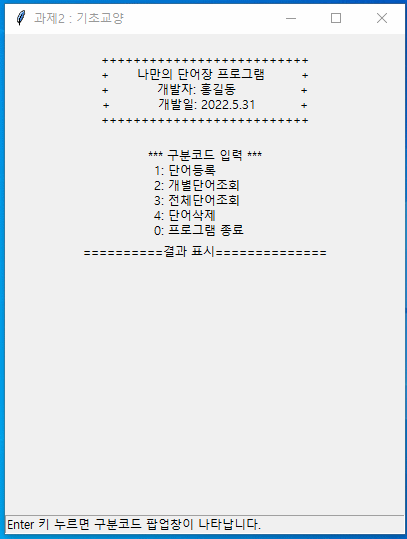 과제2 : 기초교양
++++++++++++++++++++++++++
+ 나만의 단어장 프로그램 +
+ 개발자: 홍길동 +
+ 개발일: 2022.5.31 +
++++++++++++++++++++++++++
*** 구분코드 입력 ***
1: 단어등록
2: 개별단어조회
3: 전체단어조회
4: 단어삭제
0: 프로그램 종료
==========결과 표시==============
Enter 키 누르면 구분코드 팝업창이 나타납니다.